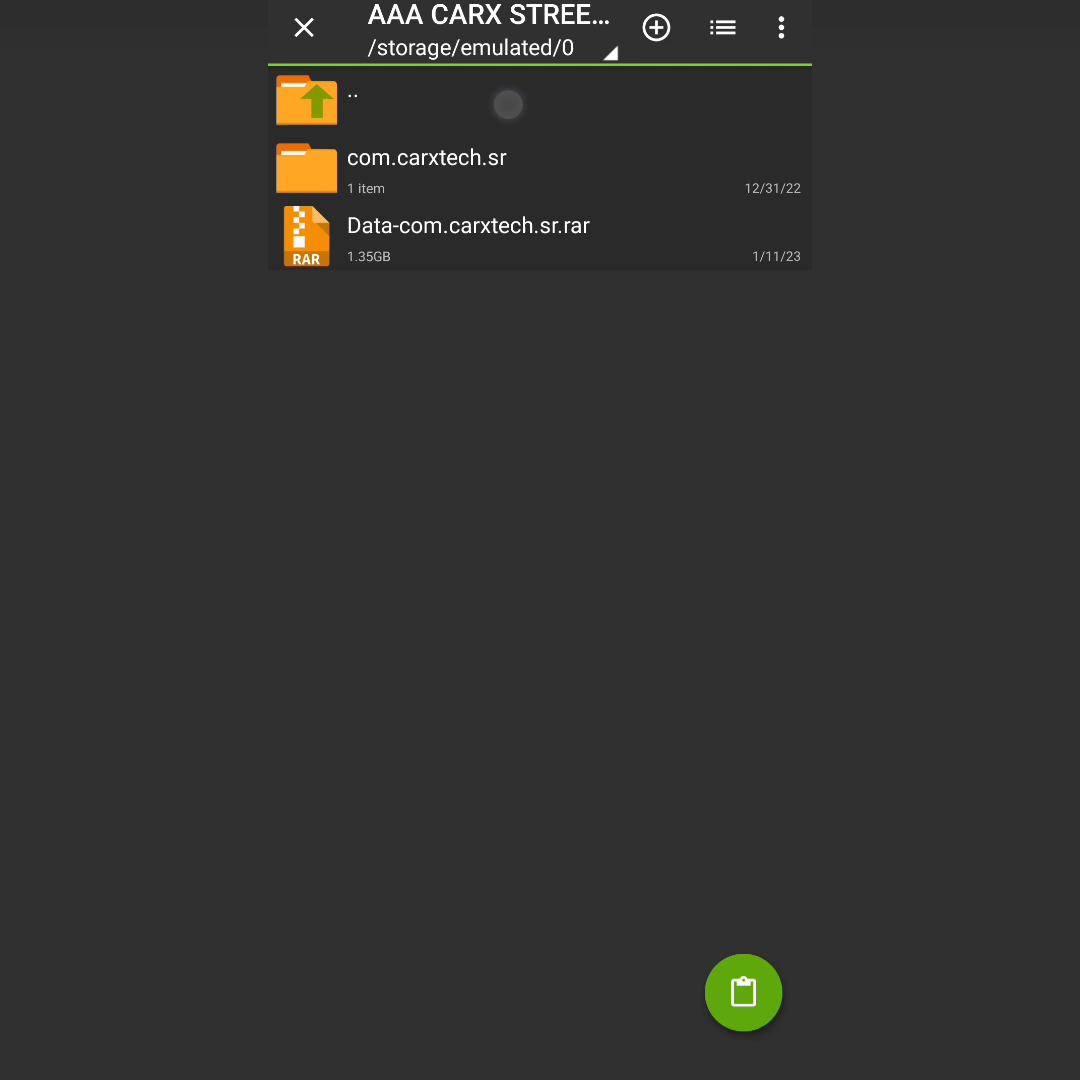 AAA CARX STREE...
/storage/emulated/0
..
com.carxtech.sr
1 item
12/31/22
Data-com.carxtech.sr.rar
RAR
1.35GB
1/11/23